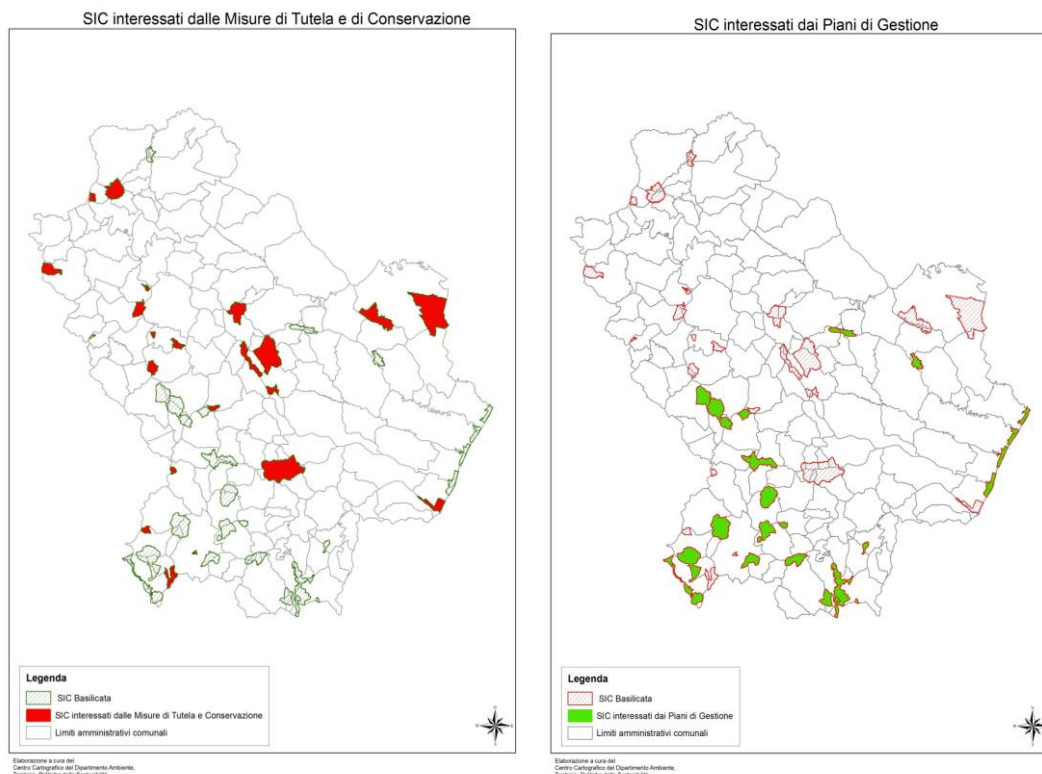 SIC interessati dalle Misure di Tutela e di Conservazione
Legenda
SIC Basilicata
SIC interessati dalle Misure di Tutela e Conservazione
Limiti amministrativi comunali
Elaborazione a cura del
Centro Cartografico del Dipartimento Ambiente,
SIC interessati dai Piani di Gestione
Legenda
SIC Basilicata
SIC interessati dai Piani di Gestione
Limiti amministrativi comunali
Elaborazione a cura del
Centro Cartografico del Dipartimento Ambiente,